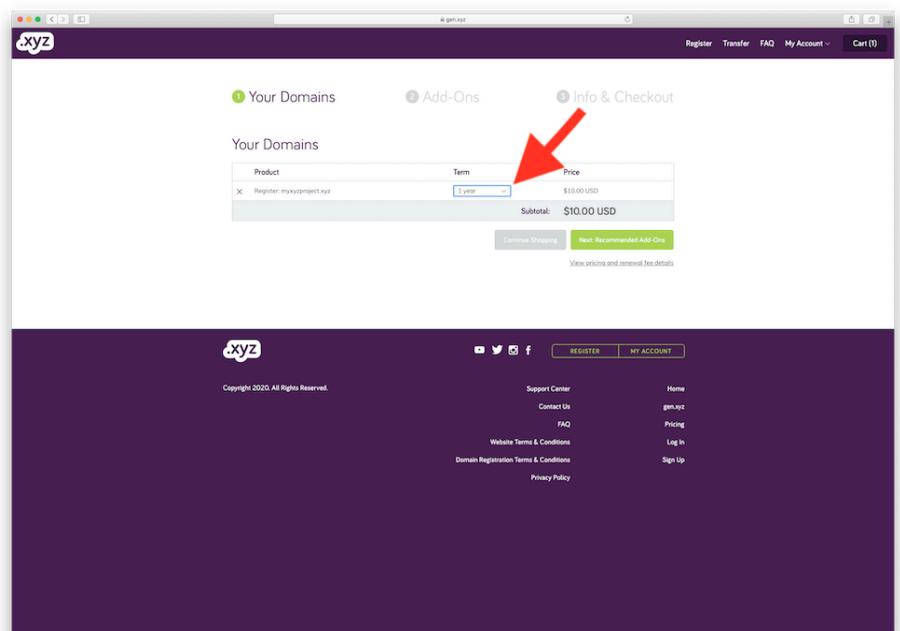 gen.xyz
.xyz
Register Transfer FAQ My Account Cart (1)
1 Your Domains 2 Add-Ons 3 Info & Checkout
Your Domains
Product Term Price
Register: myxyzproject.xyz 1 year $10.00 USD
Subtotal: $10.00 USD
Continue Shopping Next: Recommended Add-Ons
View pricing and renewal fee details
.xyz
REGISTER MY ACCOUNT
Copyright 2020. All Rights Reserved.
Support Center Home
Contact Us gen.xyz
FAQ Pricing
Website Terms & Conditions Log In
Domain Registration Terms & Conditions Sign Up
Privacy Policy